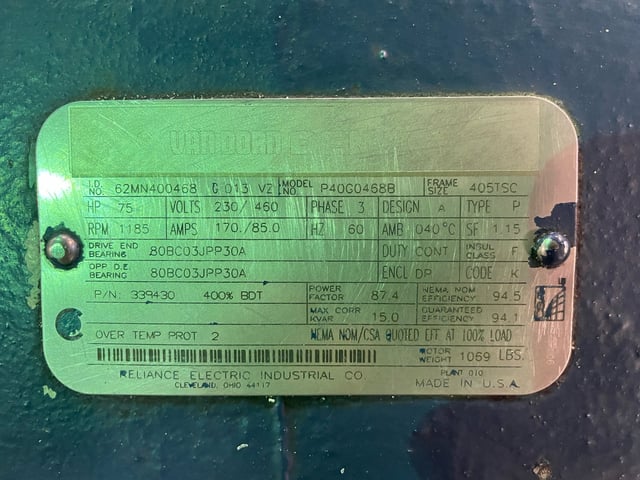 VAN DORN
I.D. NO. 62MN400468 G 013 VZ MODEL NO. P40G0468B FRAME SIZE 405TSC
HP 75 VOLTS 230/460 PHASE 3 DESIGN A TYPE P
RPM 1185 AMPS 170./85.0 HZ 60 AMB 040°C SF 1.15
DRIVE END BEARING 80BC03JPP30A DUTY CONT INSUL CLASS F
OPP D.E. BEARING 80BC03JPP30A ENCL DP CODE K
P/N: 339430 400% BDT POWER FACTOR 87.4 NEMA NOM EFFICIENCY 94.5
MAX CORR KVAR 15.0 GUARANTEED EFFICIENCY 94.1
OVER TEMP PROT 2 NEMA NOM/CSA QUOTED EFF AT 100% LOAD
MOTOR WEIGHT 1069 LBS.
RELIANCE ELECTRIC INDUSTRIAL CO. PLANT 010
CLEVELAND, OHIO 44117 MADE IN U.S.A.